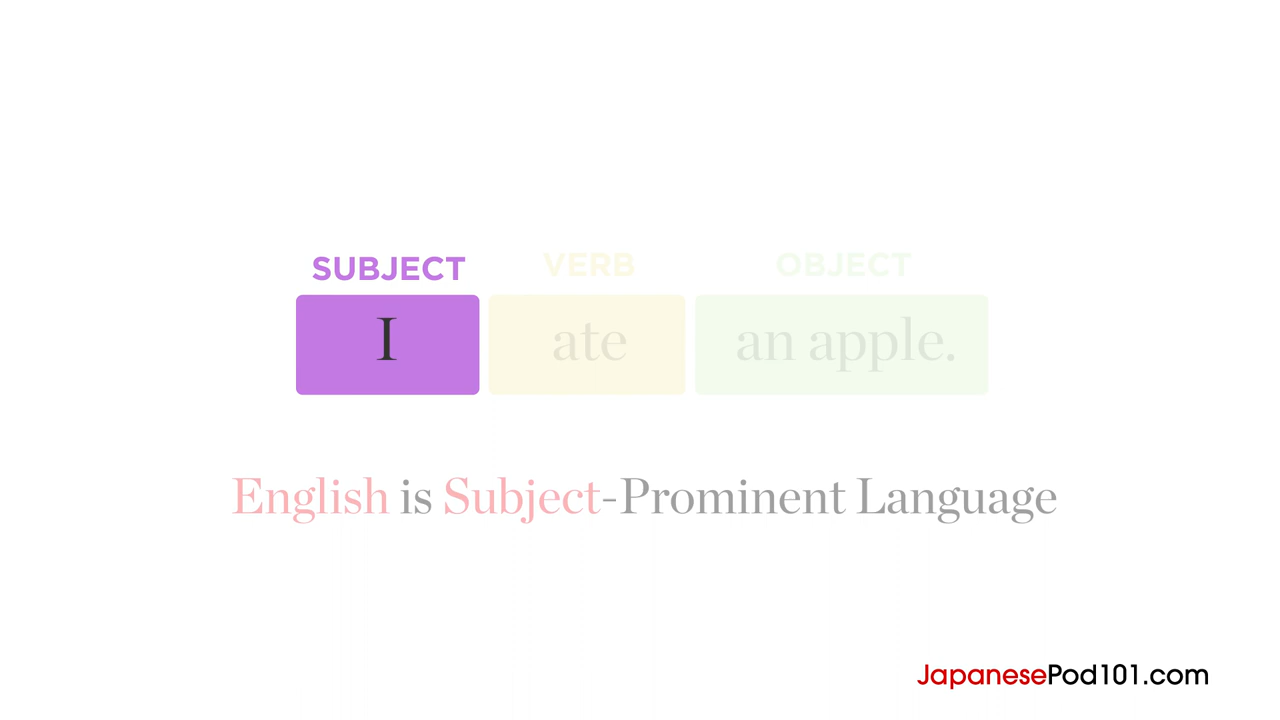 SUBJECT VERB OBJECT
I ate an apple.
English is Subject-Prominent Language
JapanesePod101.com